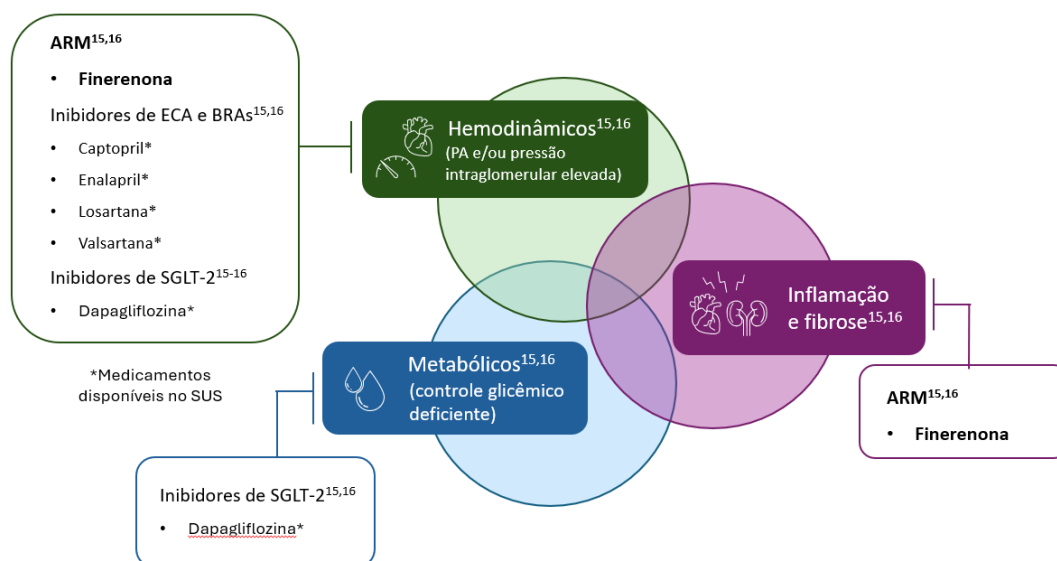 ARM15,16
• Finerenona
Inibidores de ECA e BRAs15,16
• Captopril*
• Enalapril*
• Losartana*
• Valsartana*
Inibidores de SGLT-215-16
• Dapagliflozina*
*Medicamentos
disponíveis no SUS
Hemodinâmicos15,16
(PA e/ou pressão
intraglomerular elevada)
Inflamação
e fibrose15,16
ARM15,16
• Finerenona
Metabólicos15,16
(controle glicêmico
deficiente)
Inibidores de SGLT-215,16
• Dapagliflozina*